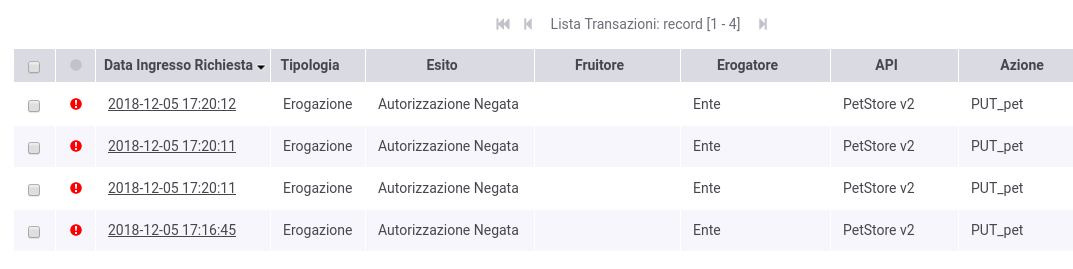 Lista Transazioni: record [1 - 4]
Data Ingresso Richiesta Tipologia Esito Fruitore Erogatore API Azione
2018-12-05 17:20:12 Erogazione Autorizzazione Negata Ente PetStore v2 PUT_pet
2018-12-05 17:20:11 Erogazione Autorizzazione Negata Ente PetStore v2 PUT_pet
2018-12-05 17:20:11 Erogazione Autorizzazione Negata Ente PetStore v2 PUT_pet
2018-12-05 17:16:45 Erogazione Autorizzazione Negata Ente PetStore v2 PUT_pet